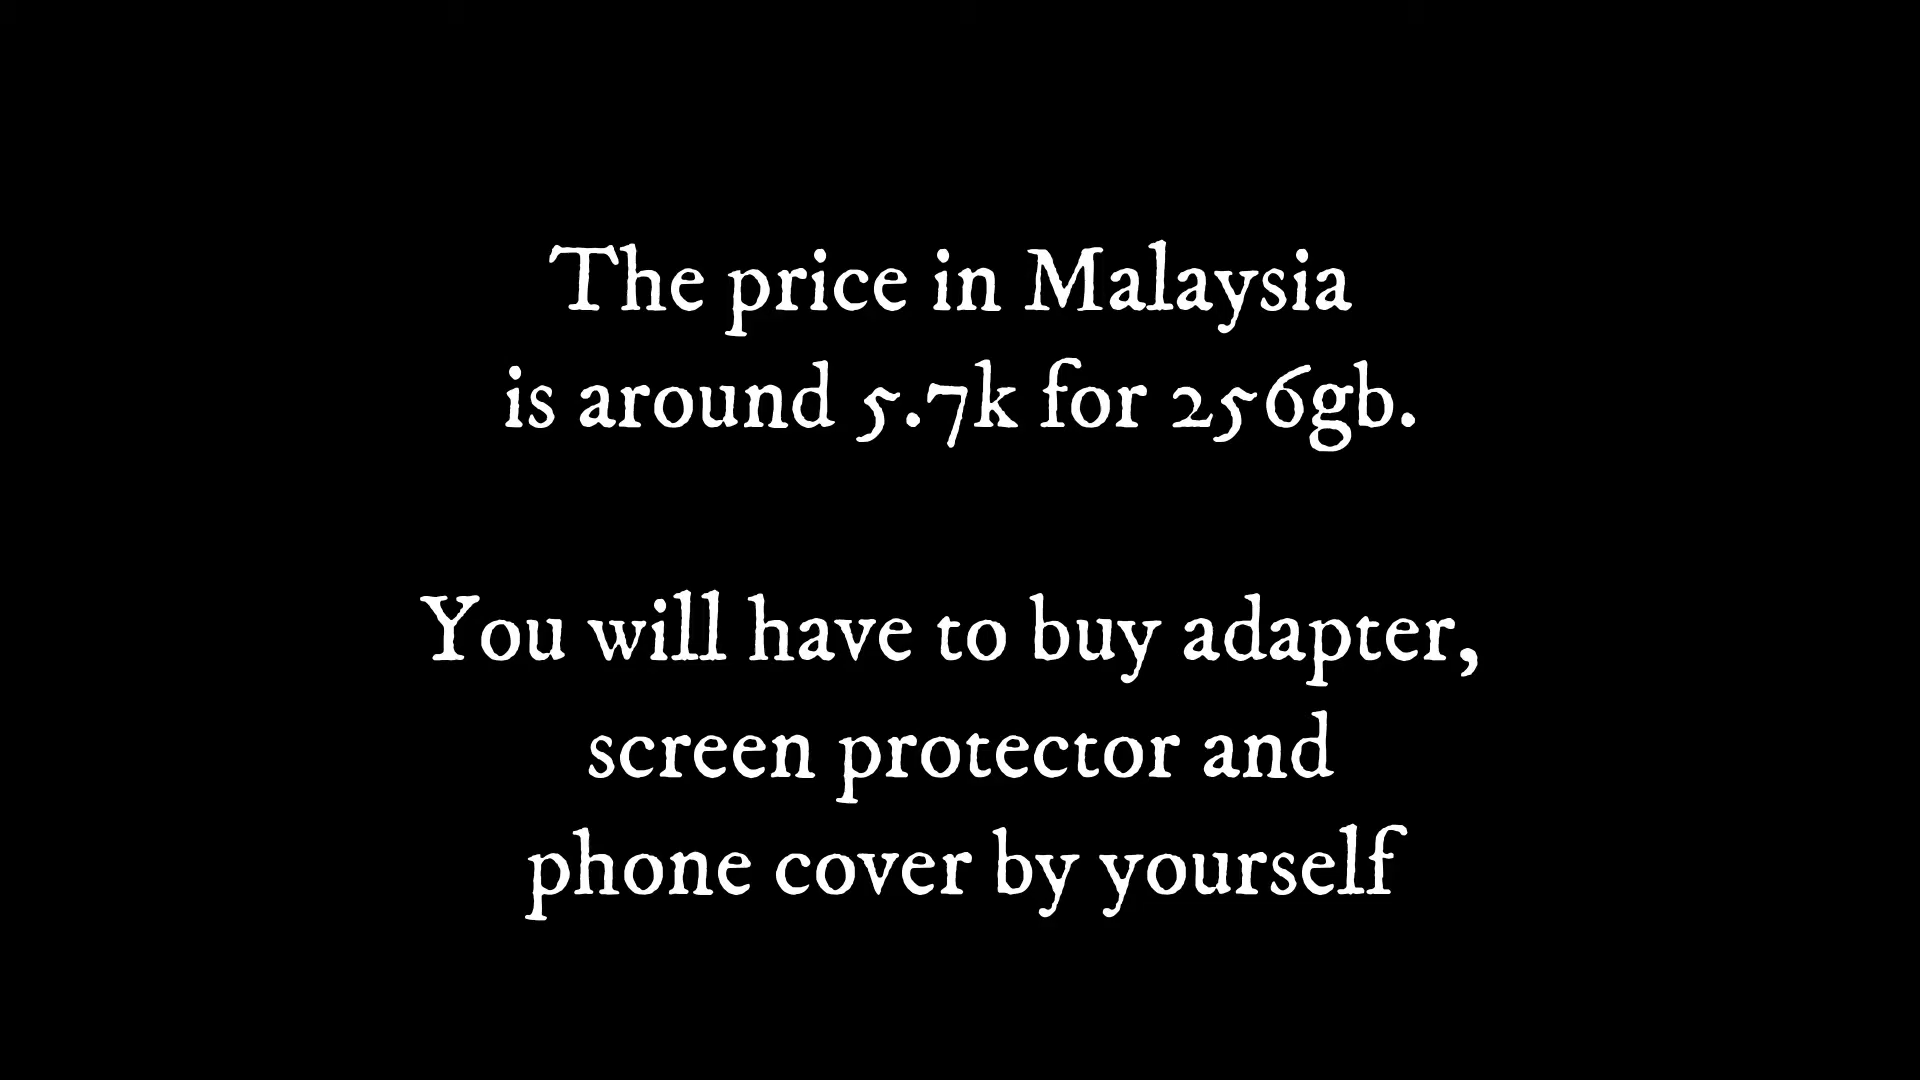 The price in Malaysia
is around 5.7k for 256gb.
You will have to buy adapter,
screen protector and
phone cover by yourself